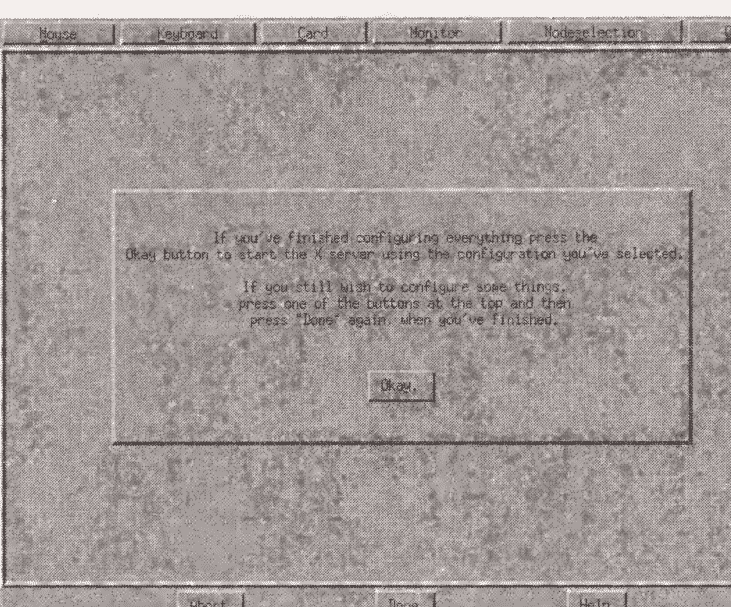 Mouse Keyboard Card Monitor Modeselection
If you've finished configuring everything press the
Okay button to start the X server using the configuration you've selected.
If you still wish to configure some things,
press one of the buttons at the top and then
press "Done" again, when you've finished.
Okay.
Abort Done Help